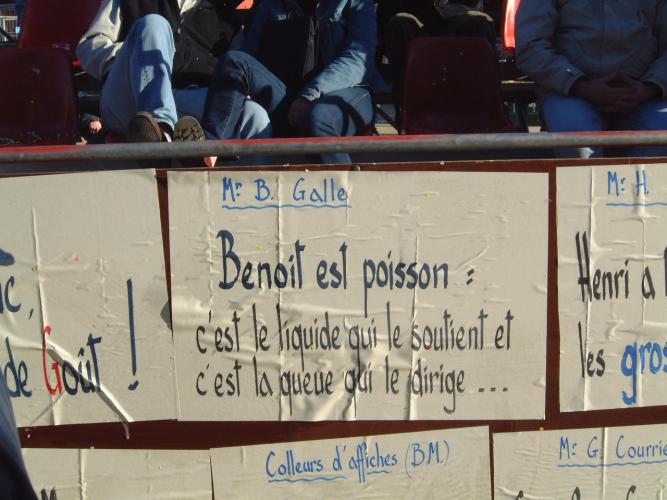 c,
de Goût !
Mr B. Galle
Benoit est poisson :
c'est le liquide qui le soutient et
c'est la queue qui le dirige ...
Mr H.
Henri a
les gros
Colleurs d'affiches (BM.)
Mr G. Courrie